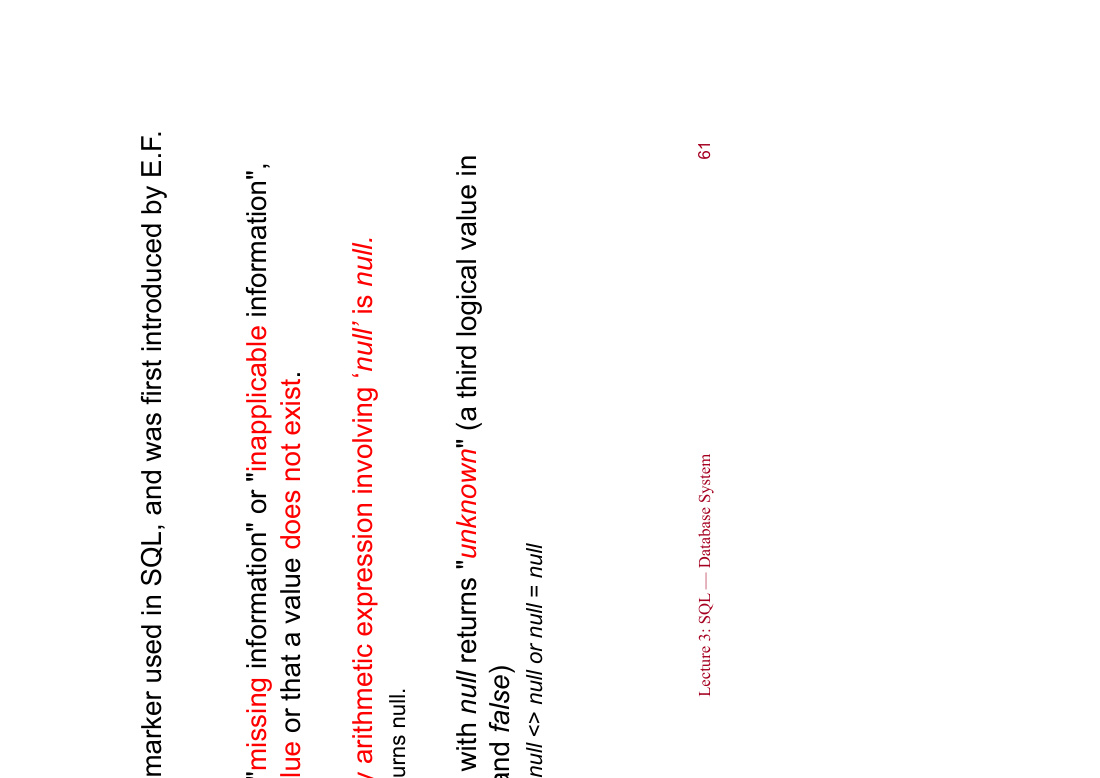 marker used in SQL, and was first introduced by E.F.
"missing information" or "inapplicable information",
lue or that a value does not exist.
arithmetic expression involving ‘null’ is null.
urns null.
with null returns "unknown" (a third logical value in
and false)
null <> null or null = null
Lecture 3: SQL — Database System
61